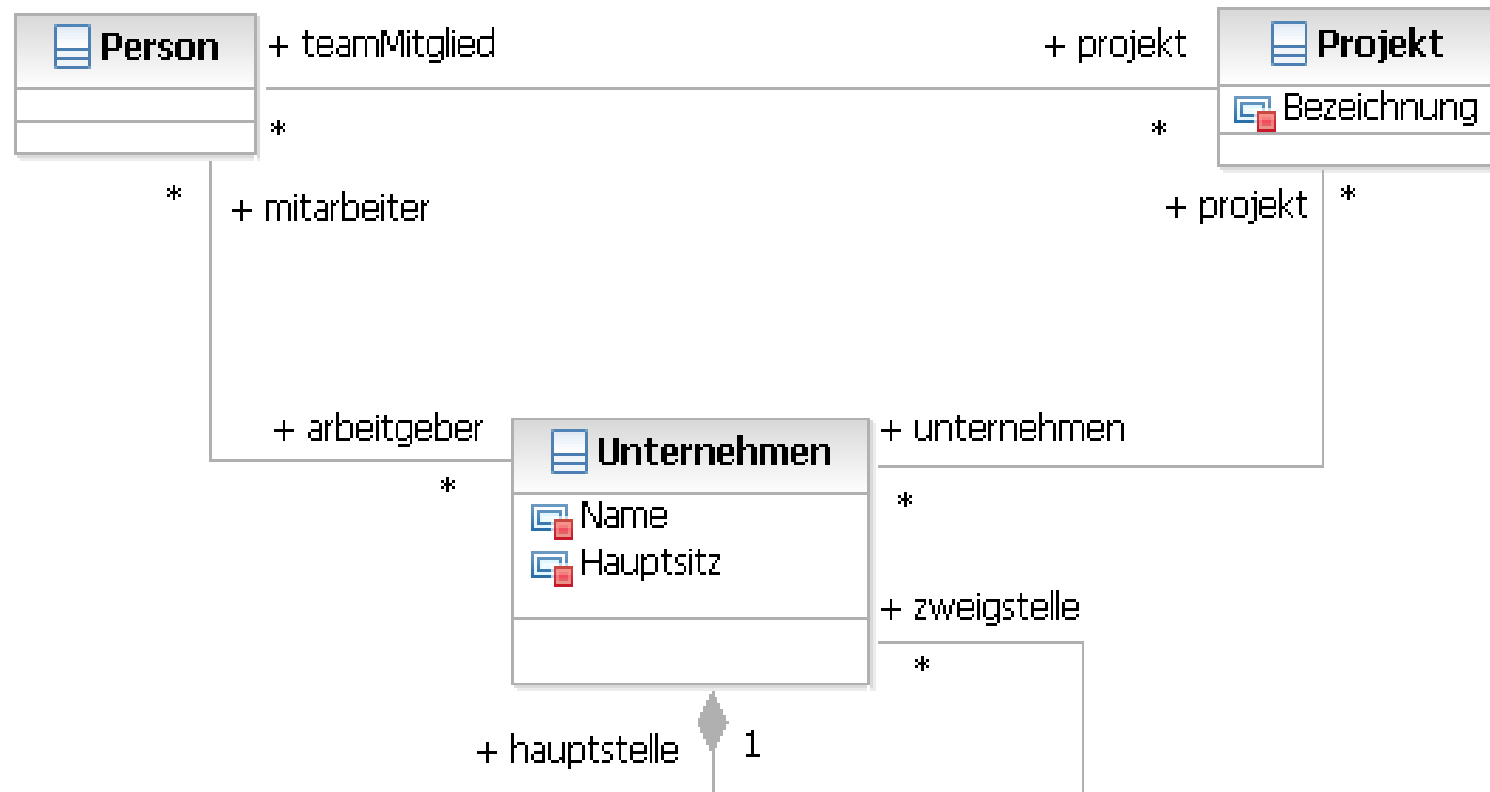 Person
+ teamMitglied
+ projekt
Projekt
Bezeichnung
*
*
*
+ mitarbeiter
+ projekt
*
+ arbeitgeber
*
Unternehmen
+ unternehmen
*
Name
Hauptsitz
+ zweigstelle
*
+ hauptstelle
1